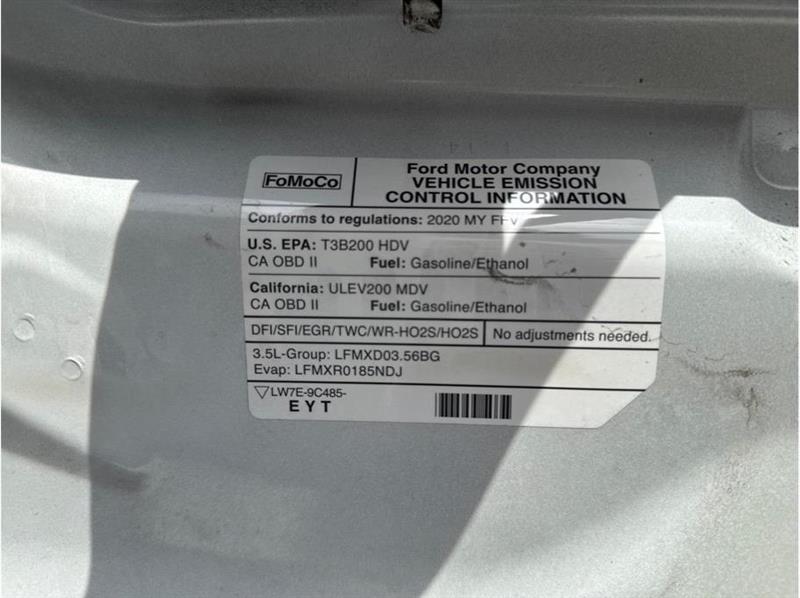 FoMoCo
Ford Motor Company
VEHICLE EMISSION
CONTROL INFORMATION
Conforms to regulations: 2020 MY FFV
U.S. EPA: T3B200 HDV
CA OBD II Fuel: Gasoline/Ethanol
California: ULEV200 MDV
CA OBD II Fuel: Gasoline/Ethanol
DFI/SFI/EGR/TWC/WR-HO2S/HO2S No adjustments needed.
3.5L-Group: LFMXD03.56BG
Evap: LFMXR0185NDJ
LW7E-9C485-
EYT